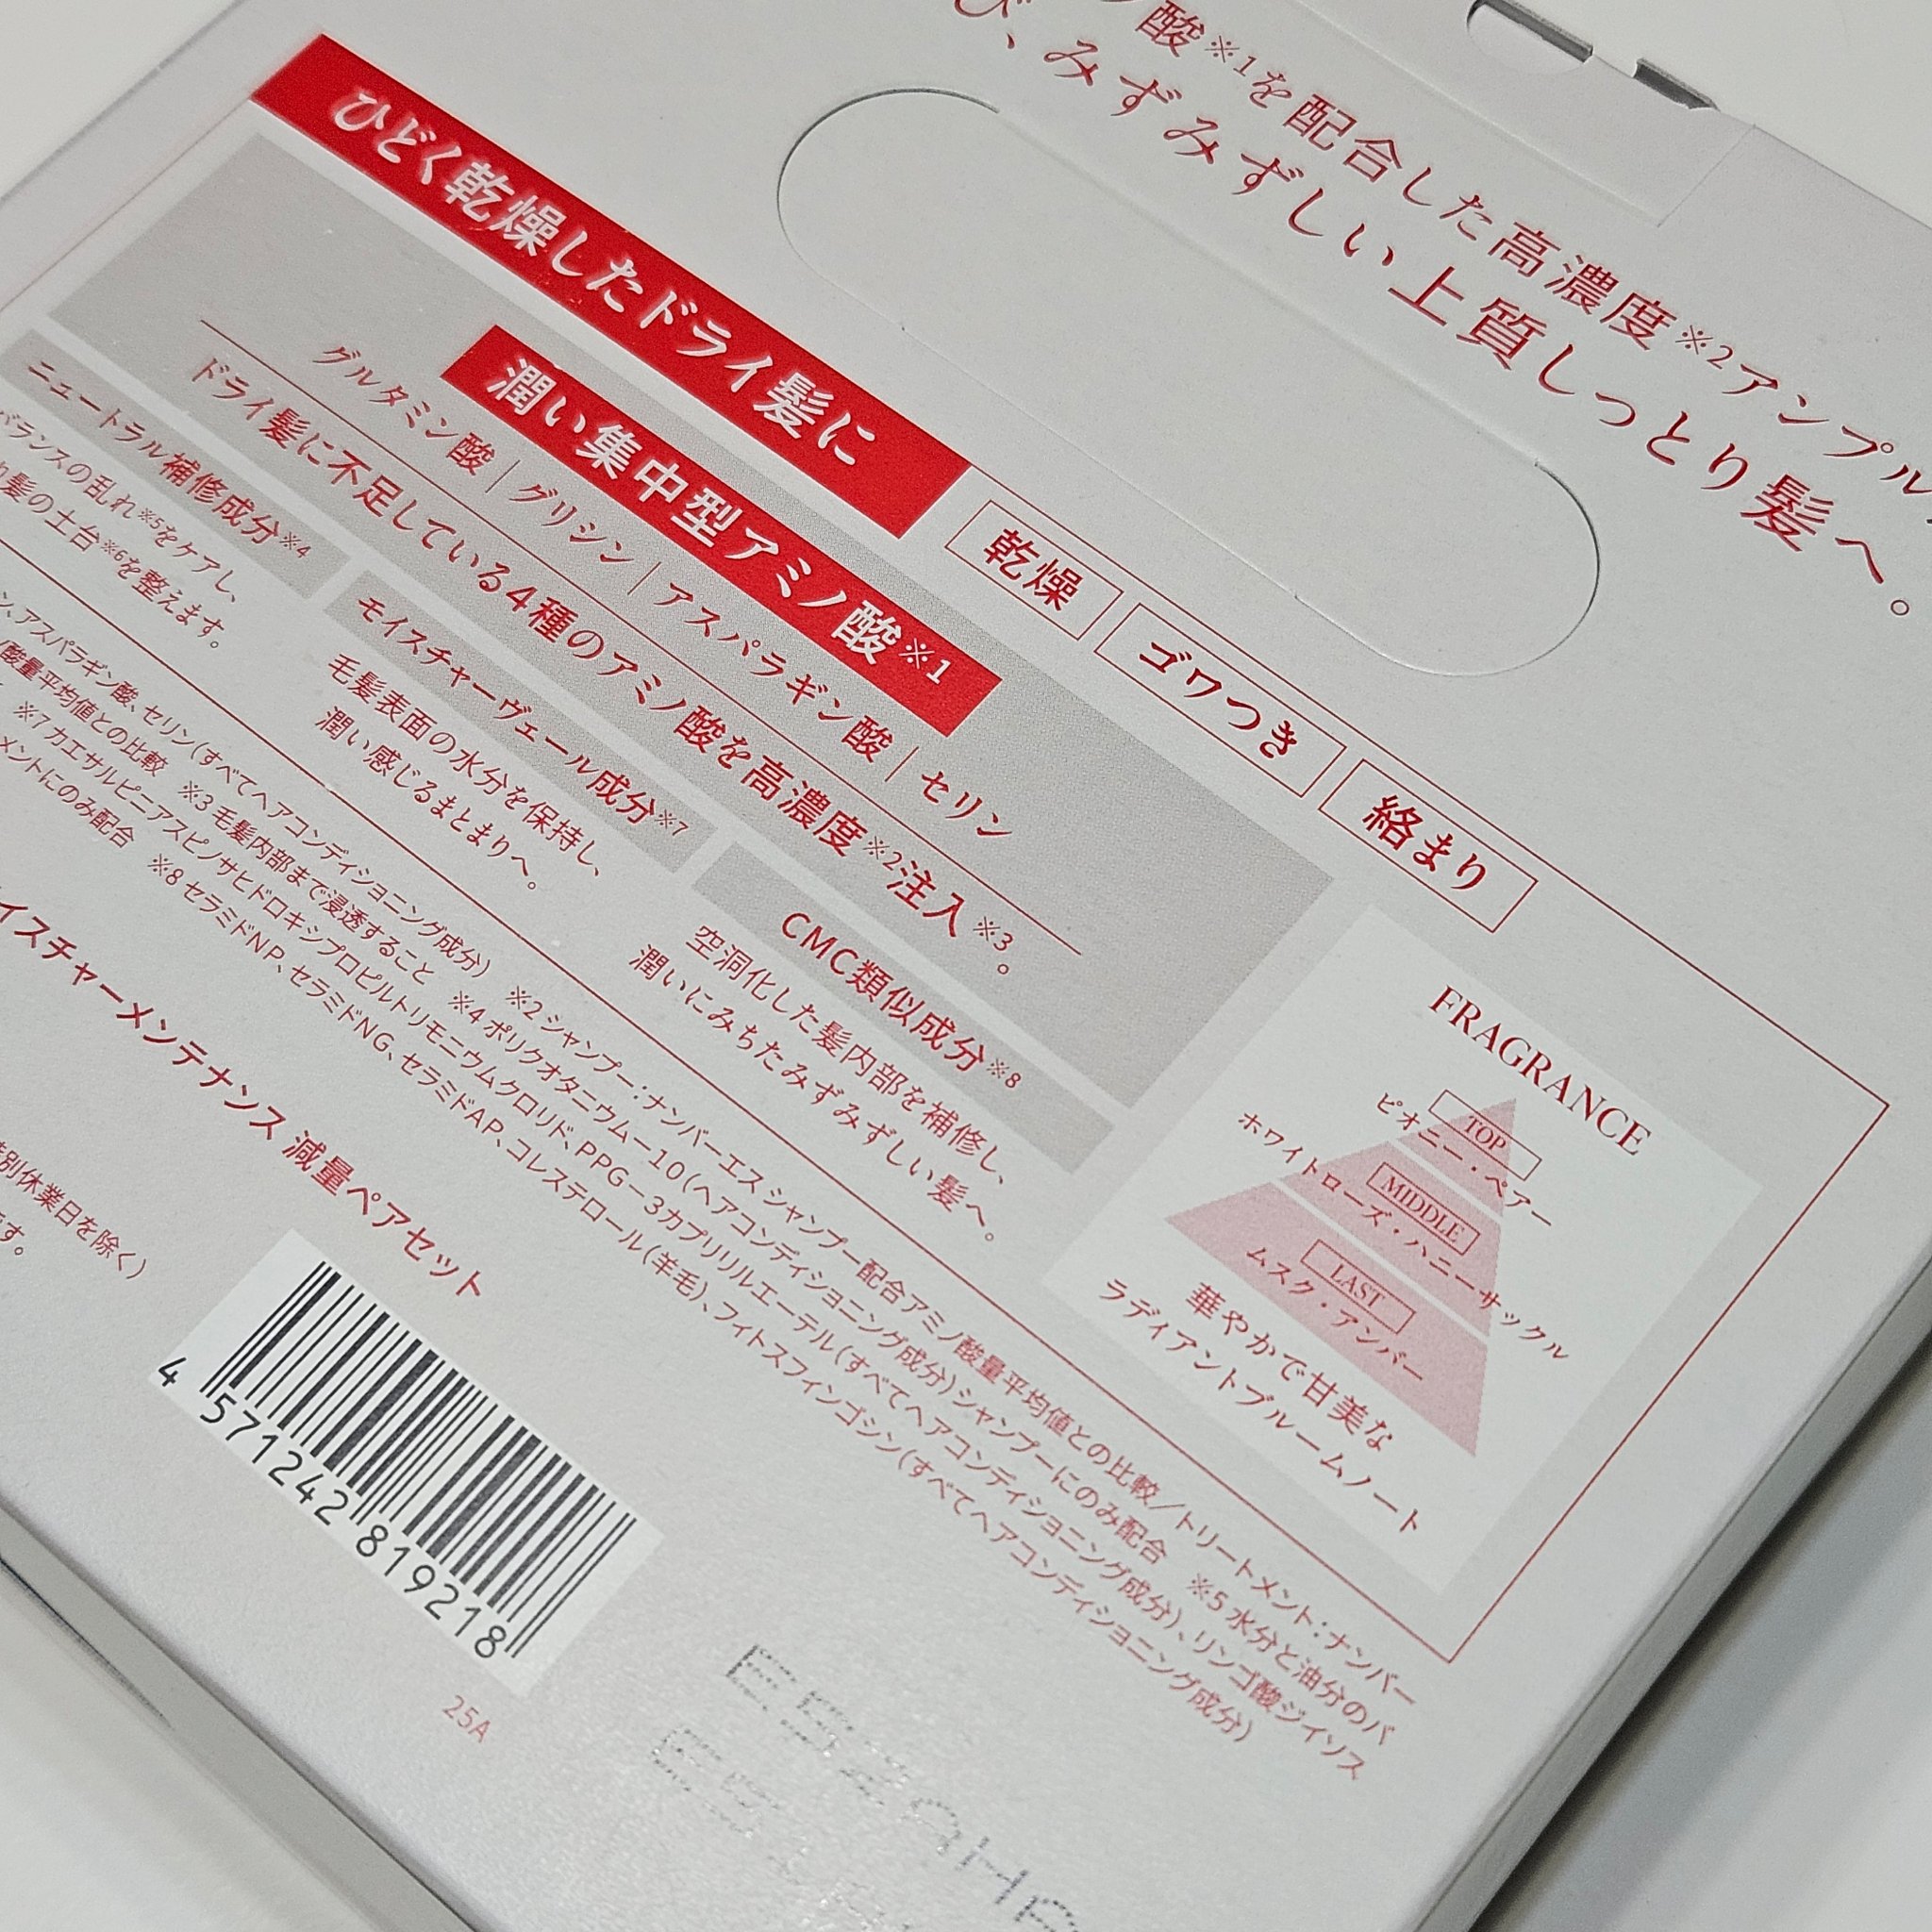 ノ酸※1を配合した高濃度※2アンプル
び、みずみずしい上質しっとり髪へ。
ひどく乾燥したドライ髪に
乾燥
ゴワつき
絡まり
潤い集中型アミノ酸※1
グルタミン酸｜グリシン｜アスパラギン酸｜セリン
ドライ髪に不足している4種のアミノ酸を高濃度※2注入※3。
ニュートラル補修成分※4
バランスの乱れ※5をケアし、
髪の土台※6を整えます。
モイスチャーヴェール成分※7
毛髪表面の水分を保持し、
潤い感じるまとまりへ。
CMC類似成分※8
空洞化した髪内部を補修し、
潤いにみちたみずみずしい髪へ。
FRAGRANCE
TOP
ピオニー・ペアー
MIDDLE
ホワイトローズ・ハニーサックル
LAST
ムスク・アンバー
華やかで甘美な
ラディアントブルームノート
ン、アスパラギン酸、セリン(すべてヘアコンディショニング成分) ※2 シャンプー:ナンバーエス シャンプー配合アミノ酸量平均値との比較／トリートメント:ナンバー
酸量平均値との比較 ※3 毛髪内部まで浸透すること ※4 ポリクオタニウム－10(ヘアコンディショニング成分)シャンプーにのみ配合 ※5 水分と油分のバ
※7 カエサルピニアスピノサヒドロキシプロピルトリモニウムクロリド、PPG－3カプリリルエーテル(すべてヘアコンディショニング成分)、リンゴ酸ジイソス
メントにのみ配合 ※8 セラミドNP、セラミドNG、セラミドAP、コレステロール(羊毛)、フィトスフィンゴシン(すべてヘアコンディショニング成分)
イスチャーメンテナンス 減量ペアセット
別休業日を除く)
す。
4 571242 819218
25A